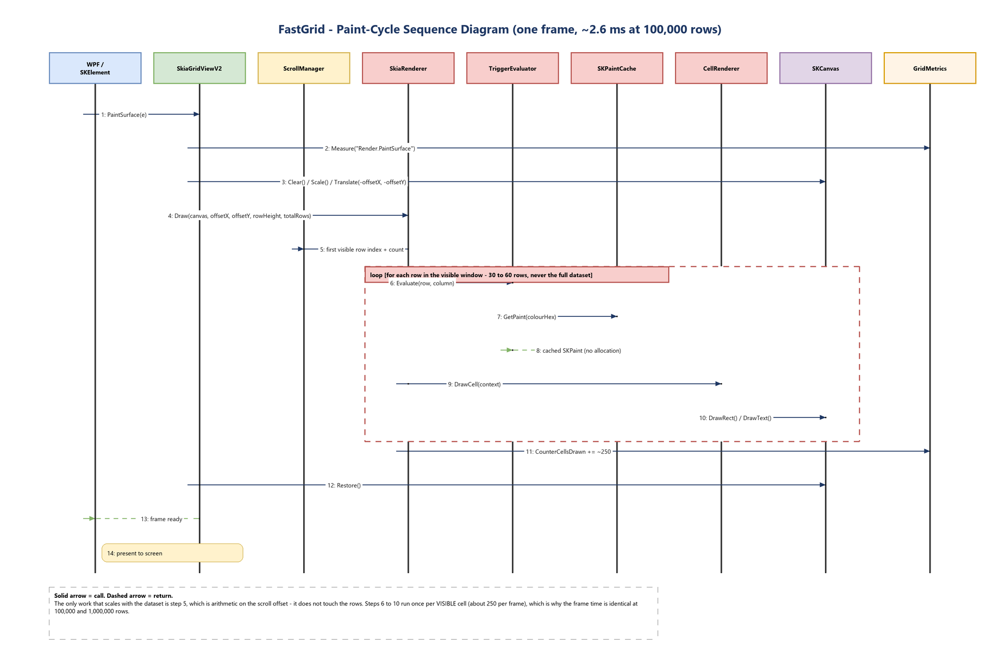 FastGrid - Paint-Cycle Sequence Diagram (one frame, ~2.6 ms at 100,000 rows)
WPF /
SKElement
SkiaGridViewV2
ScrollManager
SkiaRenderer
TriggerEvaluator
SKPaintCache
CellRenderer
SKCanvas
GridMetrics
1: PaintSurface(e)
2: Measure("Render.PaintSurface")
3: Clear() / Scale() / Translate(-offsetX, -offsetY)
4: Draw(canvas, offsetX, offsetY, rowHeight, totalRows)
5: first visible row index + count
loop [for each row in the visible window - 30 to 60 rows, never the full dataset]
6: Evaluate(row, column)
7: GetPaint(colourHex)
8: cached SKPaint (no allocation)
9: DrawCell(context)
10: DrawRect() / DrawText()
11: CounterCellsDrawn += ~250
12: Restore()
13: frame ready
14: present to screen
Solid arrow = call. Dashed arrow = return.
The only work that scales with the dataset is step 5, which is arithmetic on the scroll offset - it does not touch the rows. Steps 6 to 10 run once per VISIBLE cell (about 250 per frame), which is why the frame time is identical at
100,000 and 1,000,000 rows.